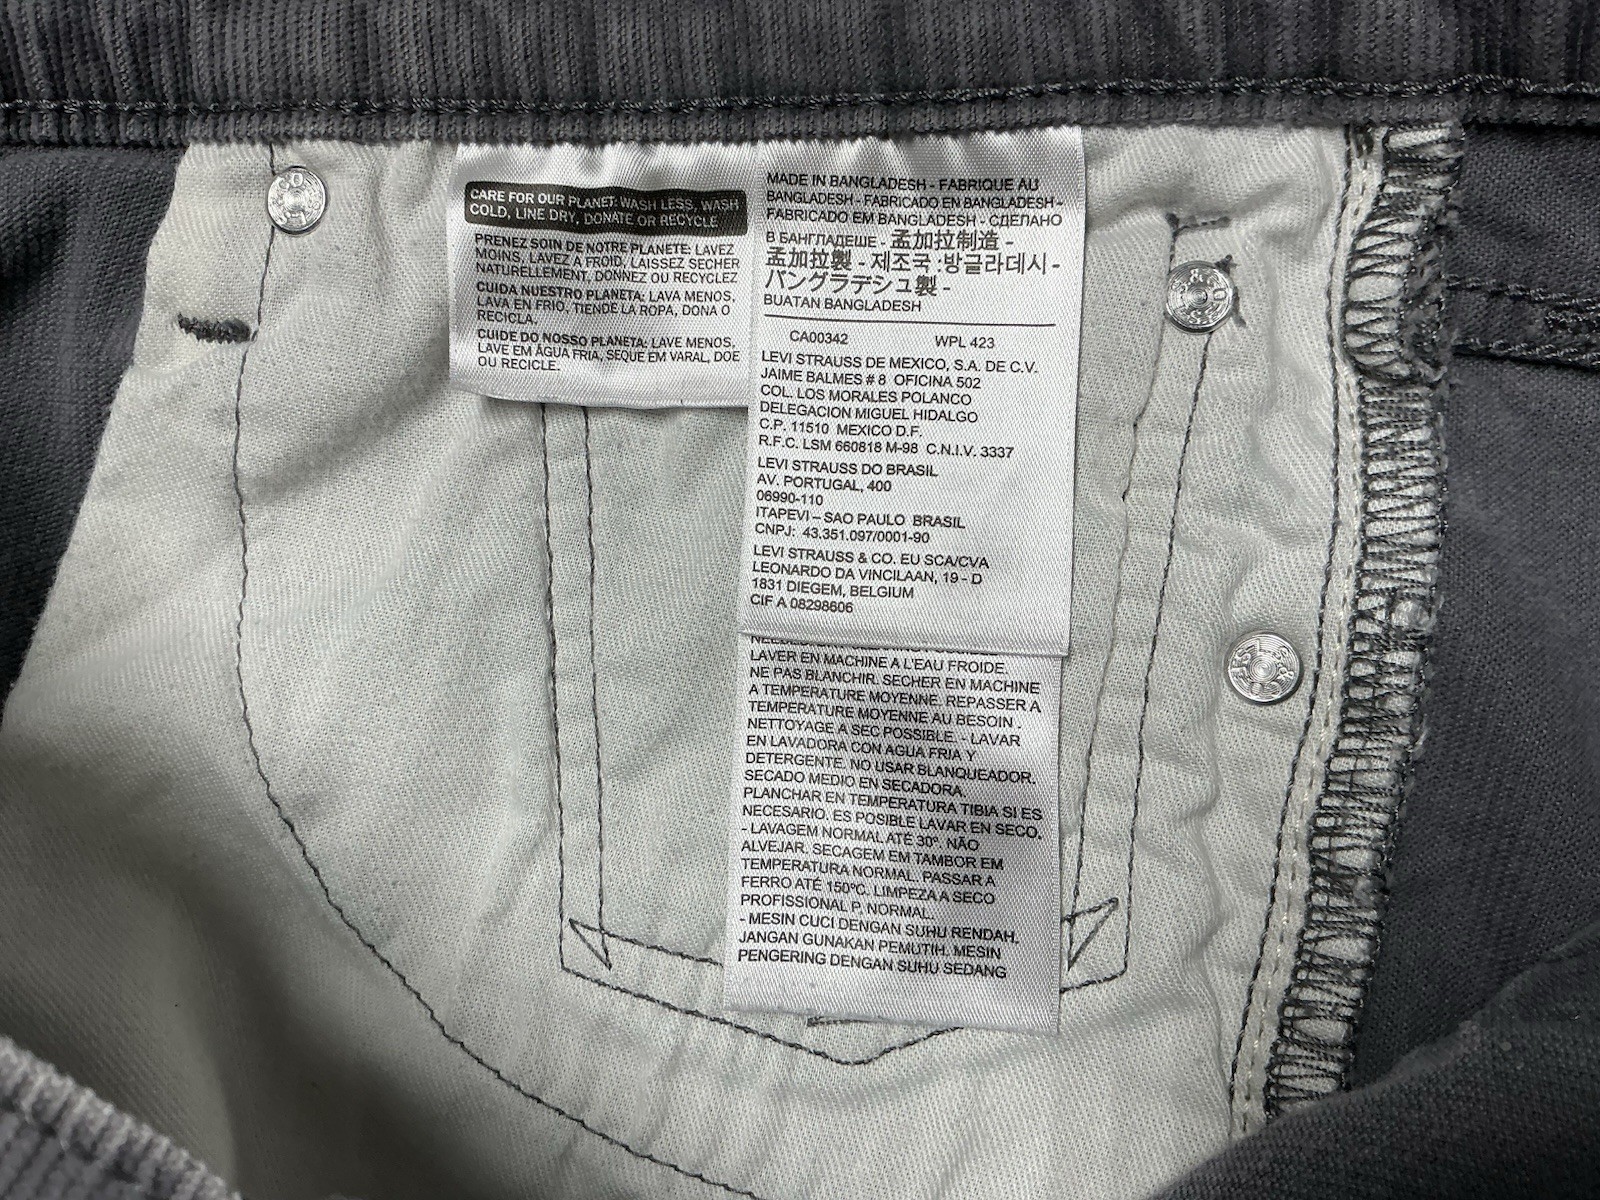 CARE FOR OUR PLANET: WASH LESS, WASH
COLD, LINE DRY, DONATE OR RECYCLE
PRENEZ SOIN DE NOTRE PLANETE: LAVEZ
MOINS, LAVEZ A FROID, LAISSEZ SECHER
NATURELLEMENT, DONNEZ OU RECYCLEZ
CUIDA NUESTRO PLANETA: LAVA MENOS,
LAVA EN FRIO, TIENDE LA ROPA, DONA O
RECICLA.
CUIDE DO NOSSO PLANETA: LAVE MENOS,
LAVE EM ÁGUA FRIA, SEQUE EM VARAL, DOE
OU RECICLE.
MADE IN BANGLADESH - FABRIQUE AU
BANGLADESH - FABRICADO EN BANGLADESH -
FABRICADO EM BANGLADESH - СДЕЛАНО
В БАНГЛАДЕШЕ - 孟加拉制造 -
孟加拉製 - 제조국 :방글라데시 -
バングラデシュ製 -
BUATAN BANGLADESH
CA00342 WPL 423
LEVI STRAUSS DE MEXICO, S.A. DE C.V.
JAIME BALMES # 8 OFICINA 502
COL. LOS MORALES POLANCO
DELEGACION MIGUEL HIDALGO
C.P. 11510 MEXICO D.F.
R.F.C. LSM 660818 M-98 C.N.I.V. 3337
LEVI STRAUSS DO BRASIL
AV. PORTUGAL, 400
06990-110
ITAPEVI – SAO PAULO BRASIL
CNPJ: 43.351.097/0001-90
LEVI STRAUSS & CO. EU SCA/CVA
LEONARDO DA VINCILAAN, 19 - D
1831 DIEGEM, BELGIUM
CIF A 08298606
LAVER EN MACHINE A L'EAU FROIDE.
NE PAS BLANCHIR. SECHER EN MACHINE
A TEMPERATURE MOYENNE. REPASSER A
TEMPERATURE MOYENNE AU BESOIN .
NETTOYAGE A SEC POSSIBLE. - LAVAR
EN LAVADORA CON AGUA FRIA Y
DETERGENTE. NO USAR BLANQUEADOR.
SECADO MEDIO EN SECADORA.
PLANCHAR EN TEMPERATURA TIBIA SI ES
NECESARIO. ES POSIBLE LAVAR EN SECO.
- LAVAGEM NORMAL ATÉ 30º. NÃO
ALVEJAR. SECAGEM EM TAMBOR EM
TEMPERATURA NORMAL. PASSAR A
FERRO ATÉ 150ºC. LIMPEZA A SECO
PROFISSIONAL P, NORMAL.
- MESIN CUCI DENGAN SUHU RENDAH.
JANGAN GUNAKAN PEMUTIH. MESIN
PENGERING DENGAN SUHU SEDANG